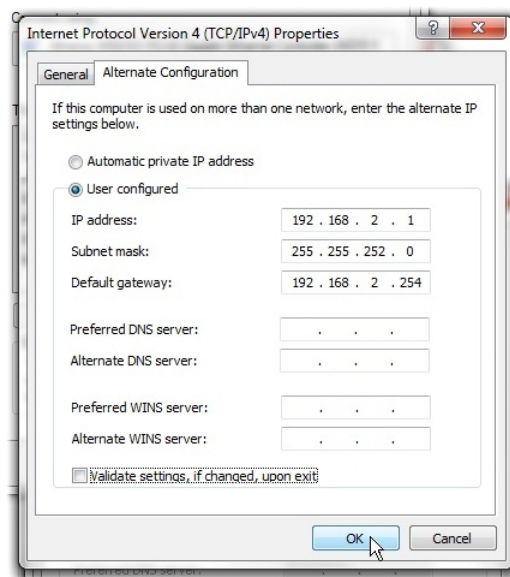 Internet Protocol Version 4 (TCP/IPv4) Properties
General
Alternate Configuration
If this computer is used on more than one network, enter the alternate IP
settings below.
Automatic private IP address
User configured
IP address: 192 . 168 . 2 . 1
Subnet mask: 255 . 255 . 252 . 0
Default gateway: 192 . 168 . 2 . 254
Preferred DNS server: . . .
Alternate DNS server: . . .
Preferred WINS server: . . .
Alternate WINS server: . . .
Validate settings, if changed, upon exit
OK
Cancel
Preferred DNS server: